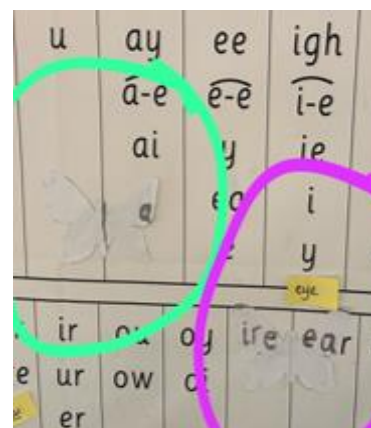 u ay ee igh
a-e e-e i-e
ai y ie
a ea i
e y
eye
ir ou oy ire ear
e ur ow oi
er